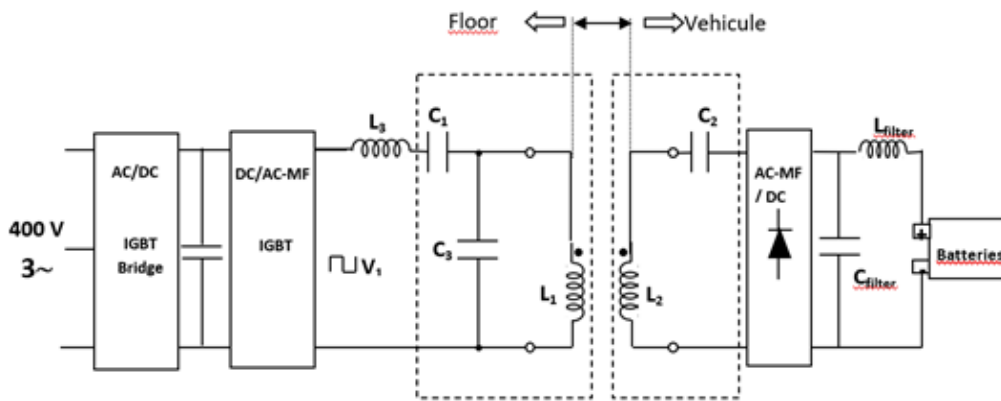 Floor
Vehicule
L3
C1
C2
Lfilter
AC/DC
IGBT
Bridge
DC/AC-MF
IGBT
AC-MF
/ DC
400 V
3~
V1
C3
L1
L2
Cfilter
+
-
Batteries